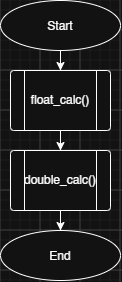 Start
float_calc()
double_calc()
End